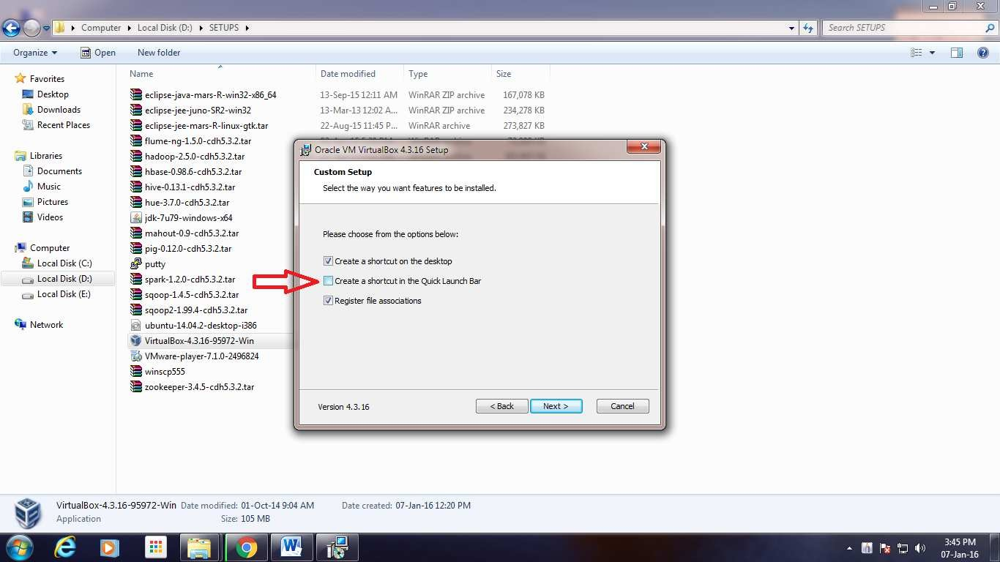 Computer Local Disk (D:) SETUPS
Search SETUPS
Organize Open New folder
Name Date modified Type Size
Favorites
Desktop
Downloads
Recent Places
Libraries
Documents
Music
Pictures
Videos
Computer
Local Disk (C:)
Local Disk (D:)
Local Disk (E:)
Network
eclipse-java-mars-R-win32-x86_64 13-Sep-15 12:11 AM WinRAR ZIP archive 167,078 KB
eclipse-jee-juno-SR2-win32 13-Mar-13 12:02 A... WinRAR ZIP archive 234,278 KB
eclipse-jee-mars-R-linux-gtk.tar 22-Aug-15 11:45 P... WinRAR archive 273,827 KB
flume-ng-1.5.0-cdh5.3.2.tar
hadoop-2.5.0-cdh5.3.2.tar
hbase-0.98.6-cdh5.3.2.tar
hive-0.13.1-cdh5.3.2.tar
hue-3.7.0-cdh5.3.2.tar
jdk-7u79-windows-x64
mahout-0.9-cdh5.3.2.tar
pig-0.12.0-cdh5.3.2.tar
putty
spark-1.2.0-cdh5.3.2.tar
sqoop-1.4.5-cdh5.3.2.tar
sqoop2-1.99.4-cdh5.3.2.tar
ubuntu-14.04.2-desktop-i386
VirtualBox-4.3.16-95972-Win
VMware-player-7.1.0-2496824
winscp555
zookeeper-3.4.5-cdh5.3.2.tar
Oracle VM VirtualBox 4.3.16 Setup
Custom Setup
Select the way you want features to be installed.
Please choose from the options below:
Create a shortcut on the desktop
Create a shortcut in the Quick Launch Bar
Register file associations
Version 4.3.16
< Back Next > Cancel
VirtualBox-4.3.16-95972-Win Date modified: 01-Oct-14 9:04 AM Date created: 07-Jan-16 12:20 PM
Application Size: 105 MB
3:45 PM
07-Jan-16